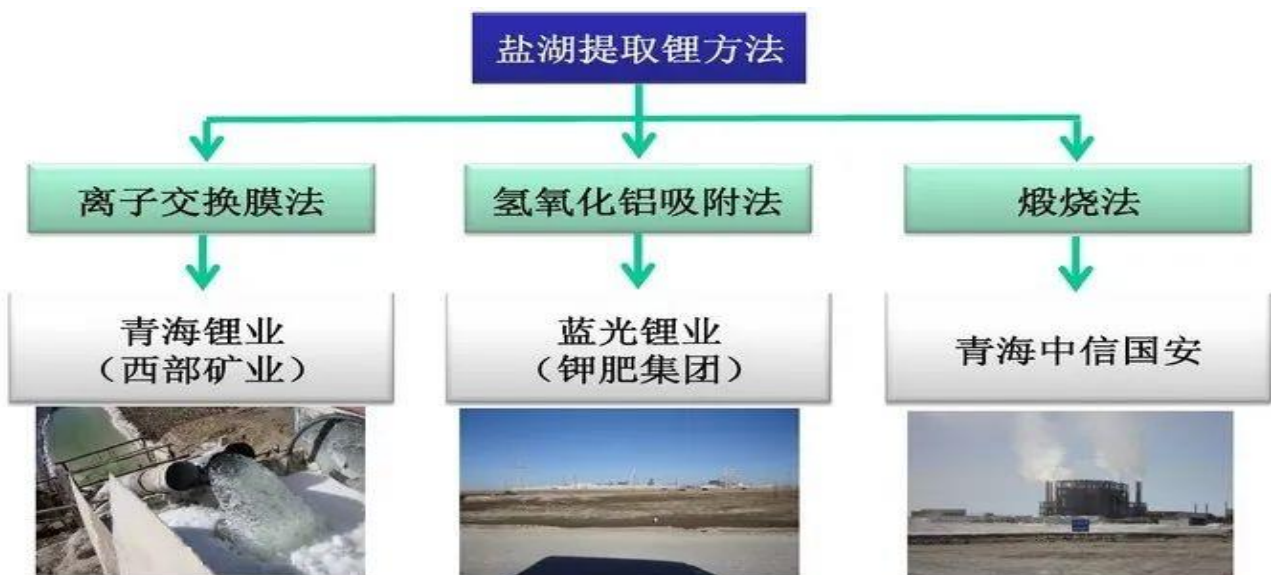 盐湖提取锂方法
离子交换膜法
氢氧化铝吸附法
煅烧法
青海锂业
（西部矿业）
蓝光锂业
（钾肥集团）
青海中信国安